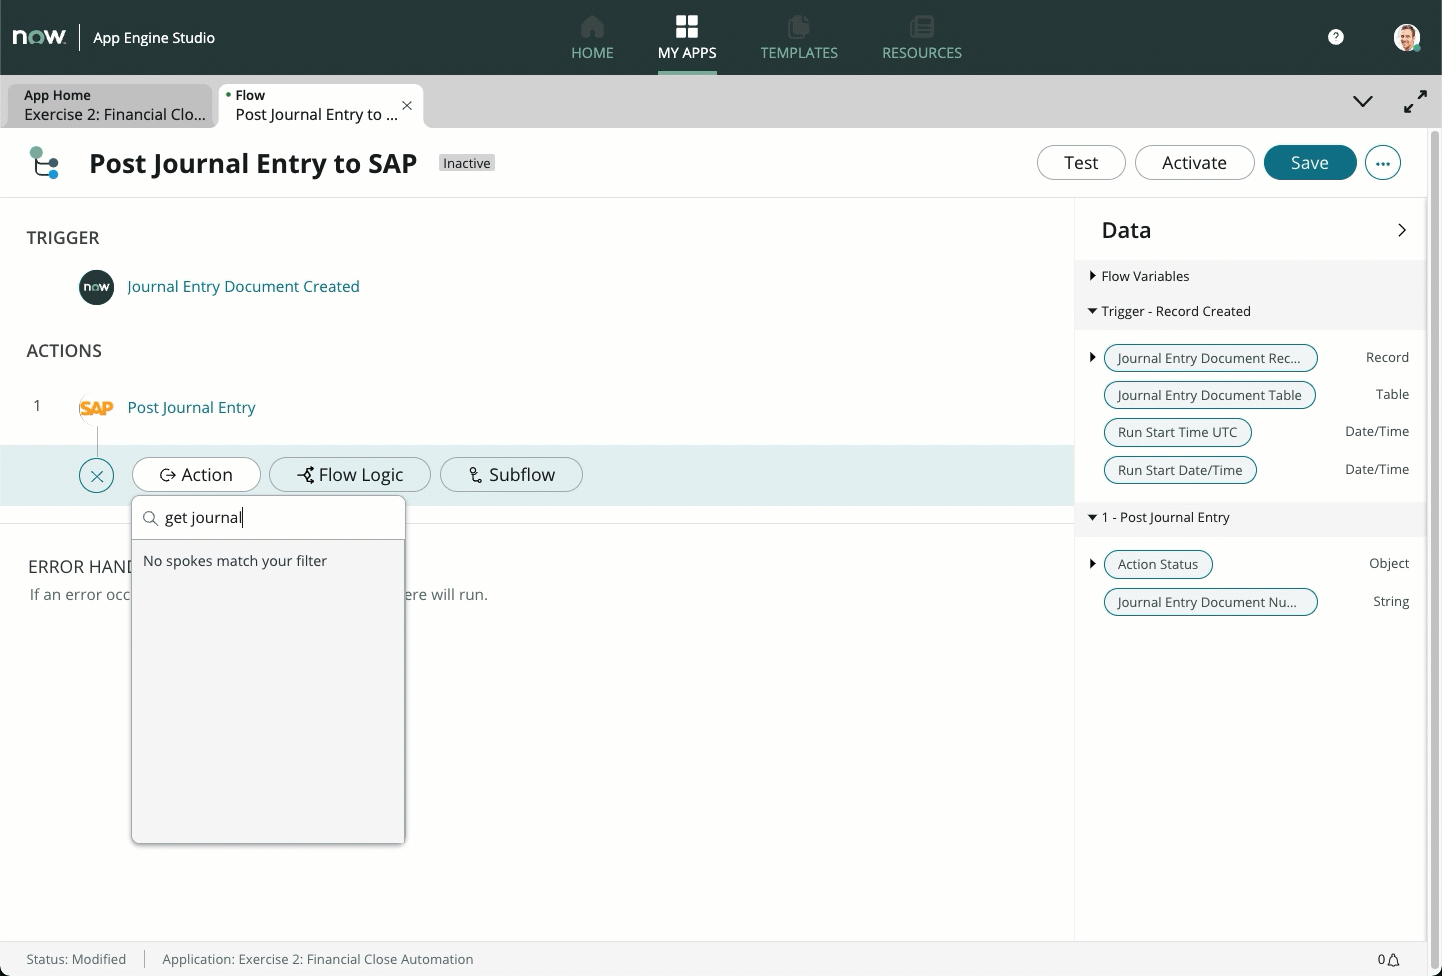 now.
App Engine Studio
HOME
MY APPS
TEMPLATES
RESOURCES
?
App Home
Exercise 2: Financial Clo...
Flow
Post Journal Entry to ...
Post Journal Entry to SAP
Inactive
Test
Activate
Save
TRIGGER
now
Journal Entry Document Created
ACTIONS
1
SAP
Post Journal Entry
Action
Flow Logic
Subflow
get journal
No spokes match your filter
ERROR HAND
If an error occ
ere will run.
Data
Flow Variables
Trigger - Record Created
Journal Entry Document Rec...
Record
Journal Entry Document Table
Table
Run Start Time UTC
Date/Time
Run Start Date/Time
Date/Time
1 - Post Journal Entry
Action Status
Object
Journal Entry Document Nu...
String
Status: Modified
Application: Exercise 2: Financial Close Automation
0